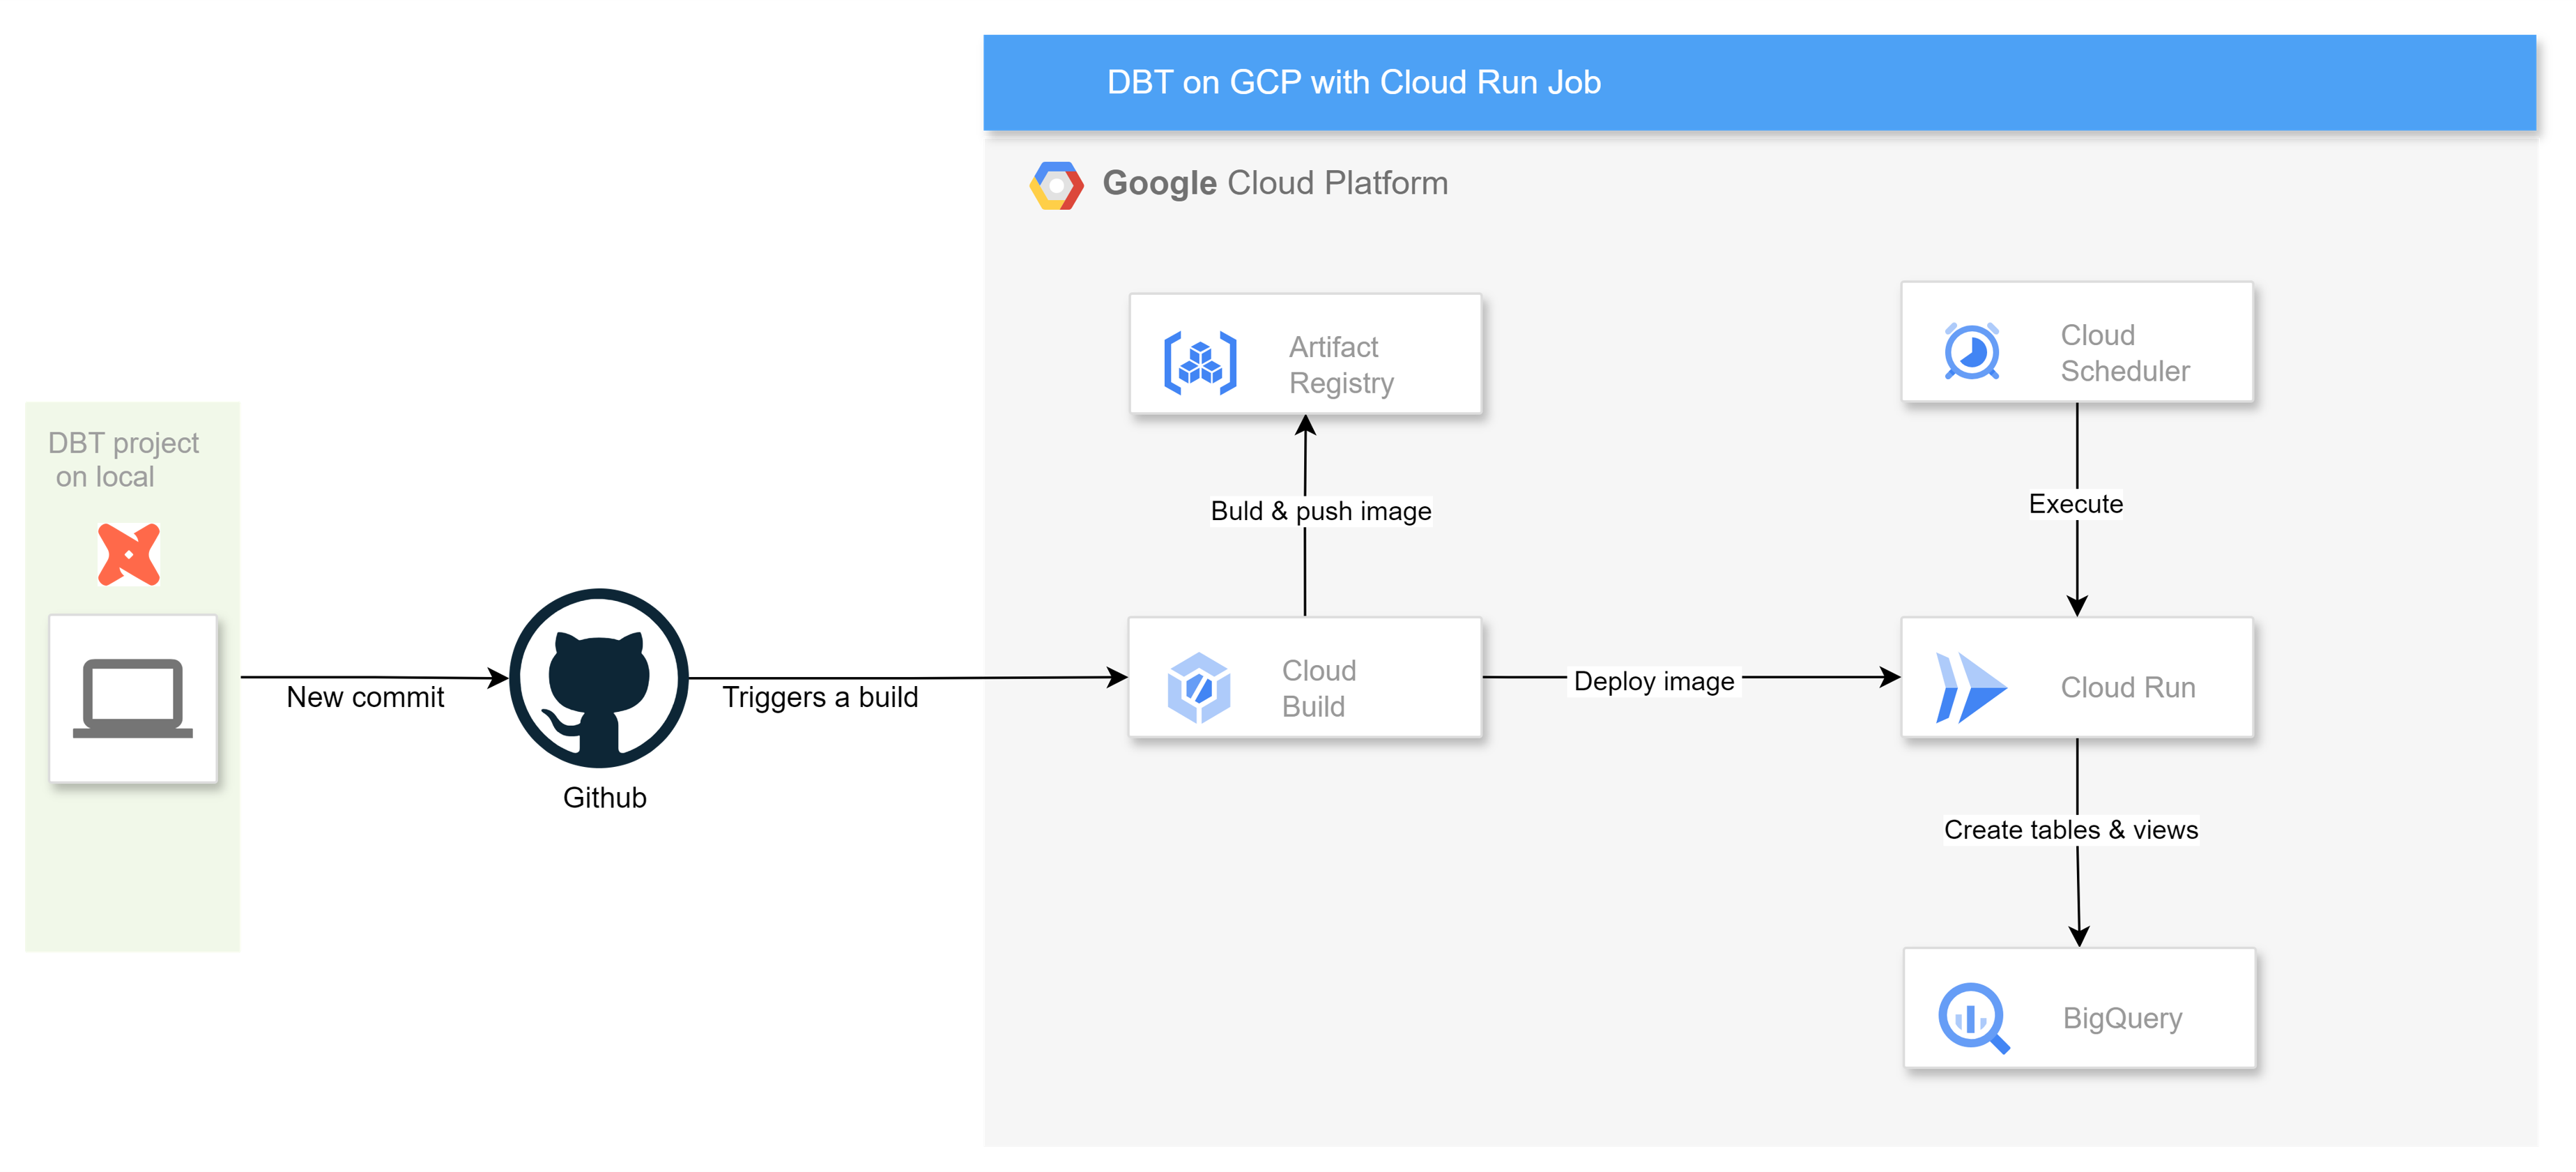 DBT on GCP with Cloud Run Job
Google Cloud Platform
Artifact
Registry
Cloud
Scheduler
DBT project
on local
Buld & push image
Execute
New commit
Triggers a build
Github
Cloud
Build
Deploy image
Cloud Run
Create tables & views
BigQuery